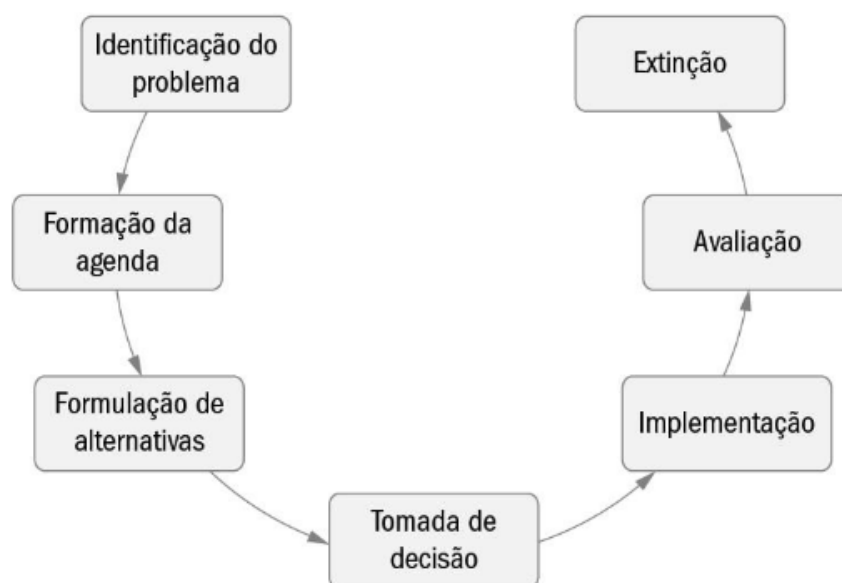 Identificação do
problema
Formação da
agenda
Formulação de
alternativas
Tomada de
decisão
Implementação
Avaliação
Extinção